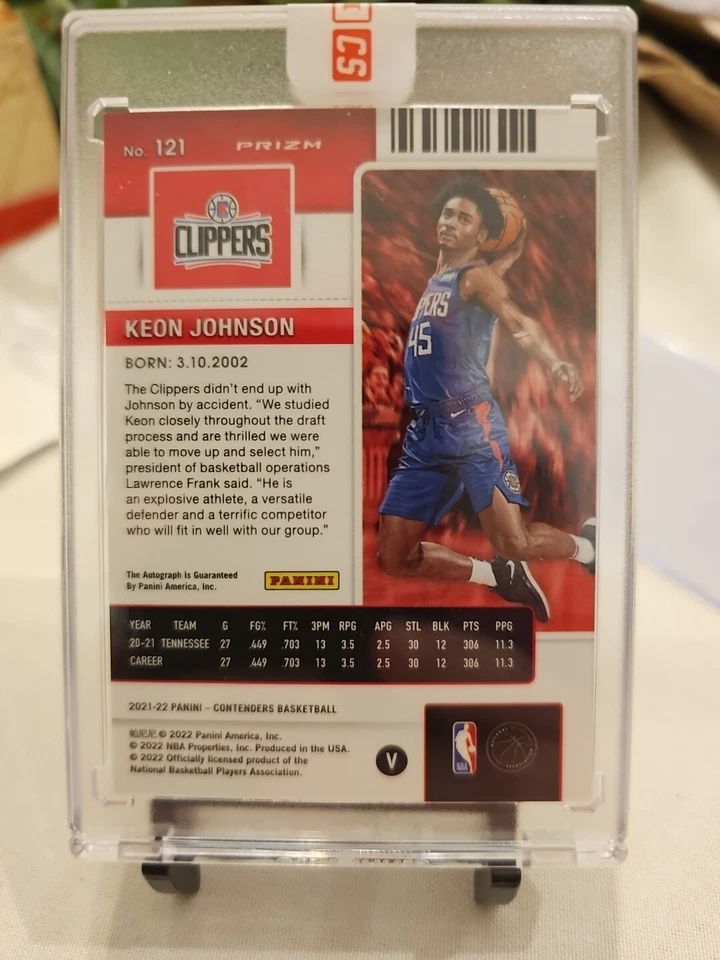 CS
No. 121
PRIZM
CLIPPERS
KEON JOHNSON
BORN: 3.10.2002
The Clippers didn't end up with
Johnson by accident. "We studied
Keon closely throughout the draft
process and are thrilled we were
able to move up and select him,"
president of basketball operations
Lawrence Frank said. "He is
an explosive athlete, a versatile
defender and a terrific competitor
who will fit in well with our group."
The Autograph is Guaranteed
By Panini America, Inc.
PANINI
PPERS
45
YEAR TEAM G FG% FT% 3PM RPG APG STL BLK PTS PPG
20-21 TENNESSEE 27 .449 .703 13 3.5 2.5 30 12 306 11.3
CAREER 27 .449 .703 13 3.5 2.5 30 12 306 11.3
2021-22 PANINI – CONTENDERS BASKETBALL
帕尼尼 © 2022 Panini America, Inc.
© 2022 NBA Properties, Inc. Produced in the USA.
© 2022 Officially licensed product of the
National Basketball Players Association.
V
NBA